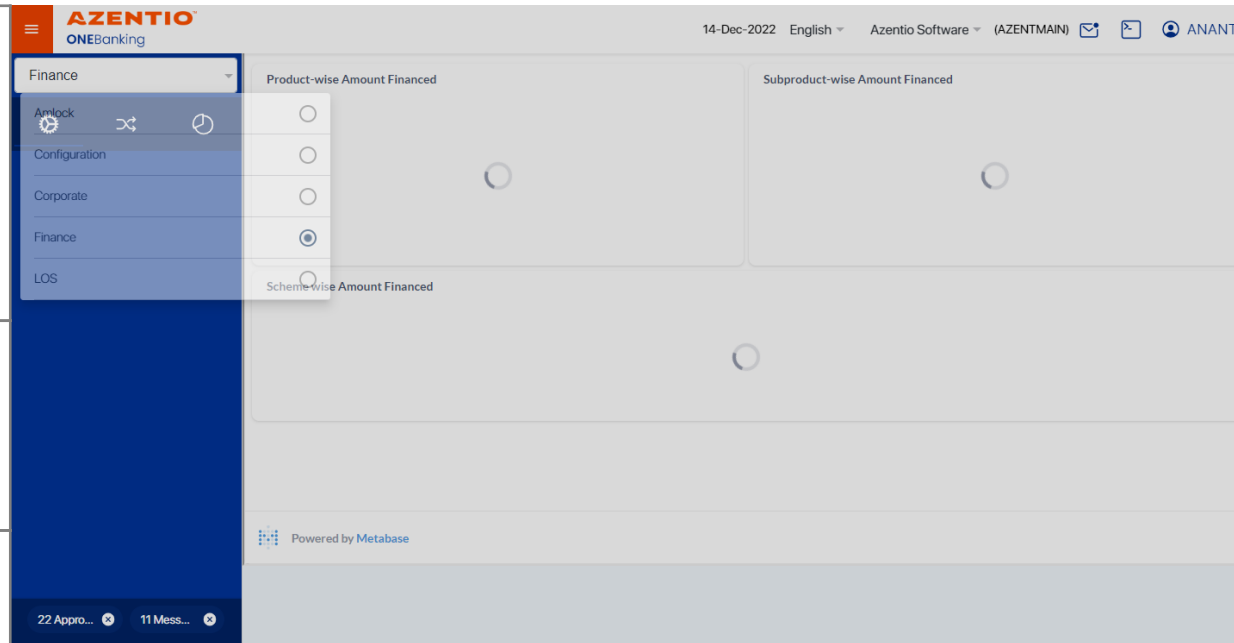 AZENTIO™
ONEBanking
14-Dec-2022 English Azentio Software (AZENTMAIN) ANANT
Finance
Amlock
Configuration
Corporate
Finance
LOS
Product-wise Amount Financed
Subproduct-wise Amount Financed
Scheme-wise Amount Financed
Powered by Metabase
22 Appro... 11 Mess...